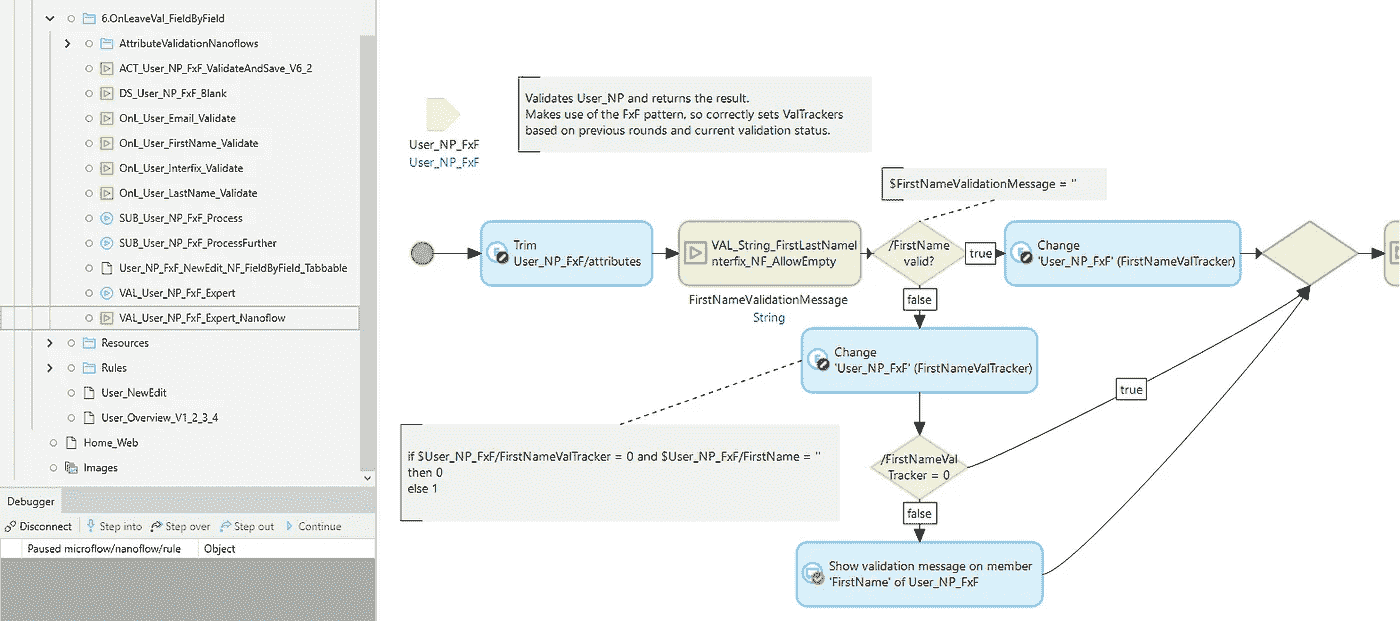 6.OnLeaveVal_FieldByField
AttributeValidationNanoflows
ACT_User_NP_FxF_ValidateAndSave_V6_2
DS_User_NP_FxF_Blank
OnL_User_Email_Validate
OnL_User_FirstName_Validate
OnL_User_Interfix_Validate
OnL_User_LastName_Validate
SUB_User_NP_FxF_Process
SUB_User_NP_FxF_ProcessFurther
User_NP_FxF_NewEdit_NF_FieldByField_Tabbable
VAL_User_NP_FxF_Expert
VAL_User_NP_FxF_Expert_Nanoflow
Resources
Rules
User_NewEdit
User_Overview_V1_2_3_4
Home_Web
Images
Debugger
Disconnect Step into Step over Step out Continue
Paused microflow/nanoflow/rule Object
User_NP_FxF
User_NP_FxF
Validates User_NP and returns the result.
Makes use of the FxF pattern, so correctly sets ValTrackers
based on previous rounds and current validation status.
$FirstNameValidationMessage = ''
Trim
User_NP_FxF/attributes
VAL_String_FirstLastNameI
nterfix_NF_AllowEmpty
FirstNameValidationMessage
String
/FirstName
valid?
true
Change
'User_NP_FxF' (FirstNameValTracker)
false
Change
'User_NP_FxF' (FirstNameValTracker)
true
if $User_NP_FxF/FirstNameValTracker = 0 and $User_NP_FxF/FirstName = ''
then 0
else 1
/FirstNameVal
Tracker = 0
false
Show validation message on member
'FirstName' of User_NP_FxF